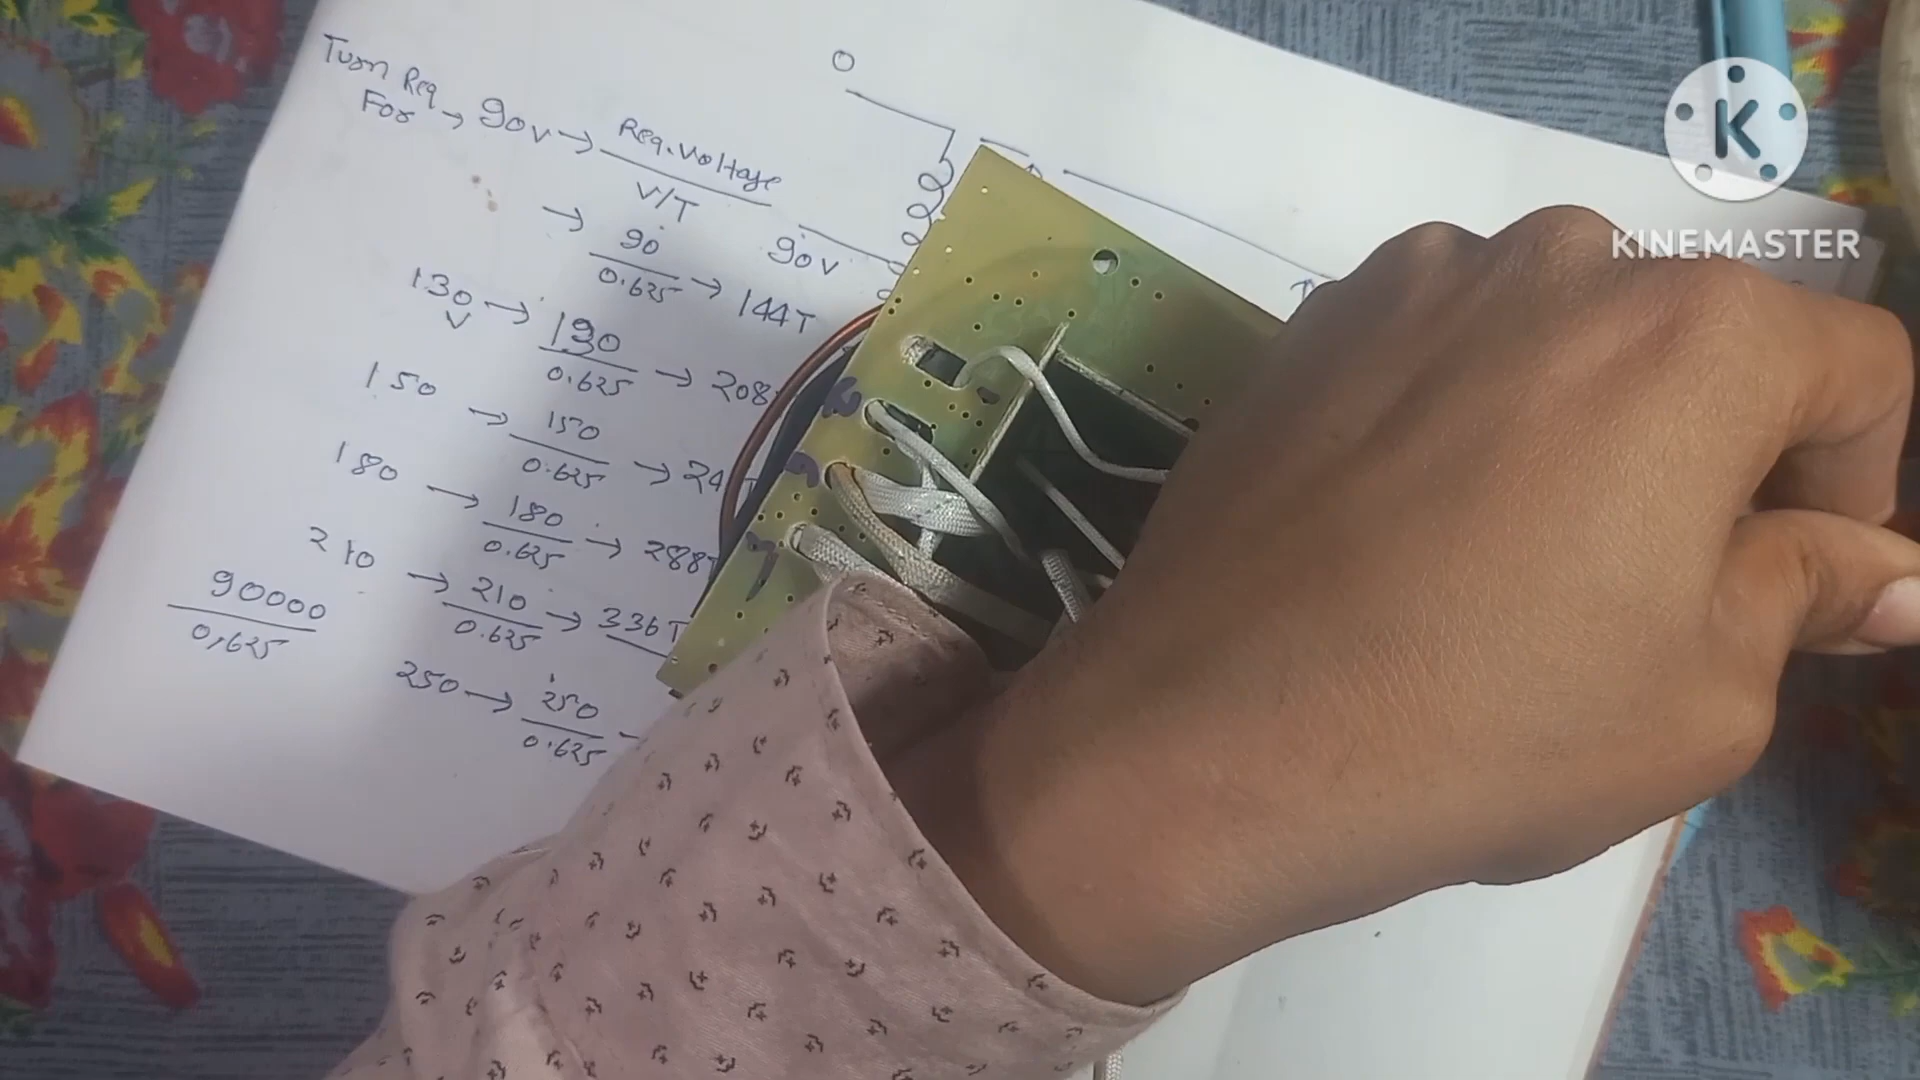 O
Turn Req
For → 90V → Req. Voltage
V/T
→ 90
0.625 → 144T
90V
130
V → 130
0.625 → 208
150 → 150
0.625 → 24 T
180 → 180
0.625 → 288T
210 → 210
0.625 → 336T
90000
0,625
250 → 250
0.625 -
K
KINEMASTER